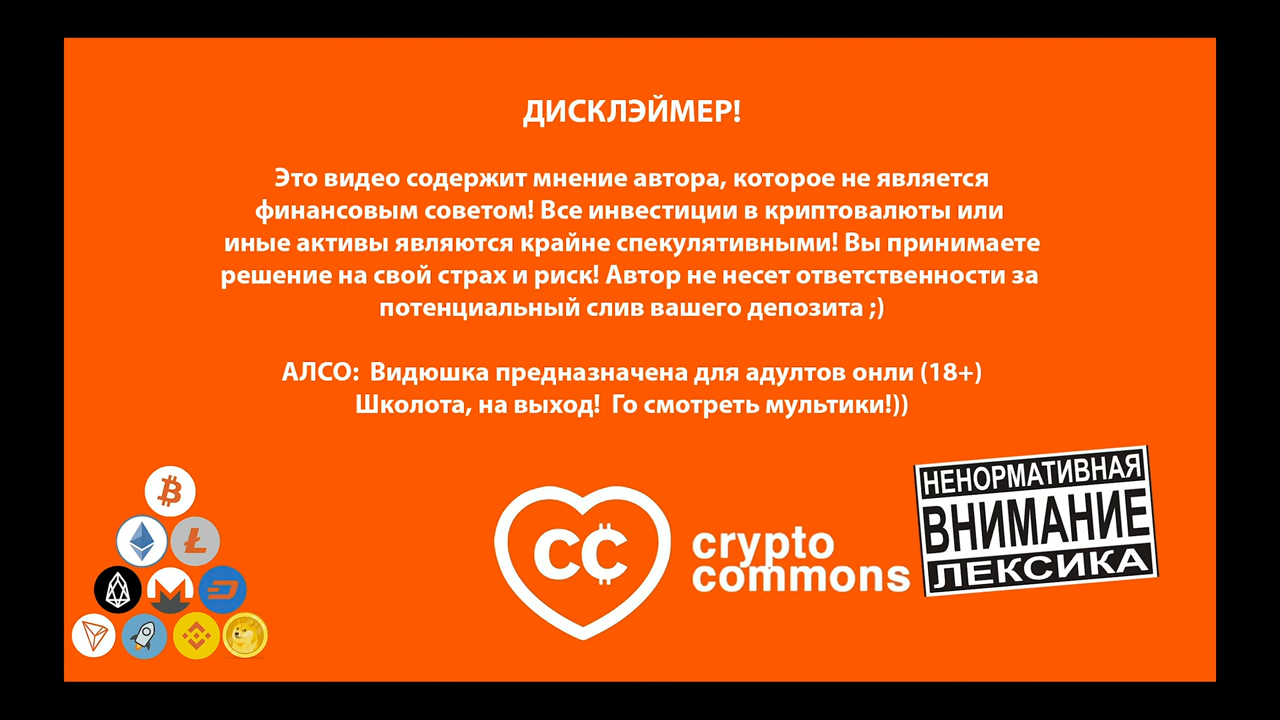 ДИСКЛЭЙМЕР!
Это видео содержит мнение автора, которое не является
финансовым советом! Все инвестиции в криптовалюты или
иные активы являются крайне спекулятивными! Вы принимаете
решение на свой страх и риск! Автор не несет ответственности за
потенциальный слив вашего депозита ;)
АЛСО:  Видюшка предназначена для адултов онли (18+)
Школота, на выход!  Го смотреть мультики!))
CC
crypto
commons
НЕНОРМАТИВНАЯ
ВНИМАНИЕ
ЛЕКСИКА